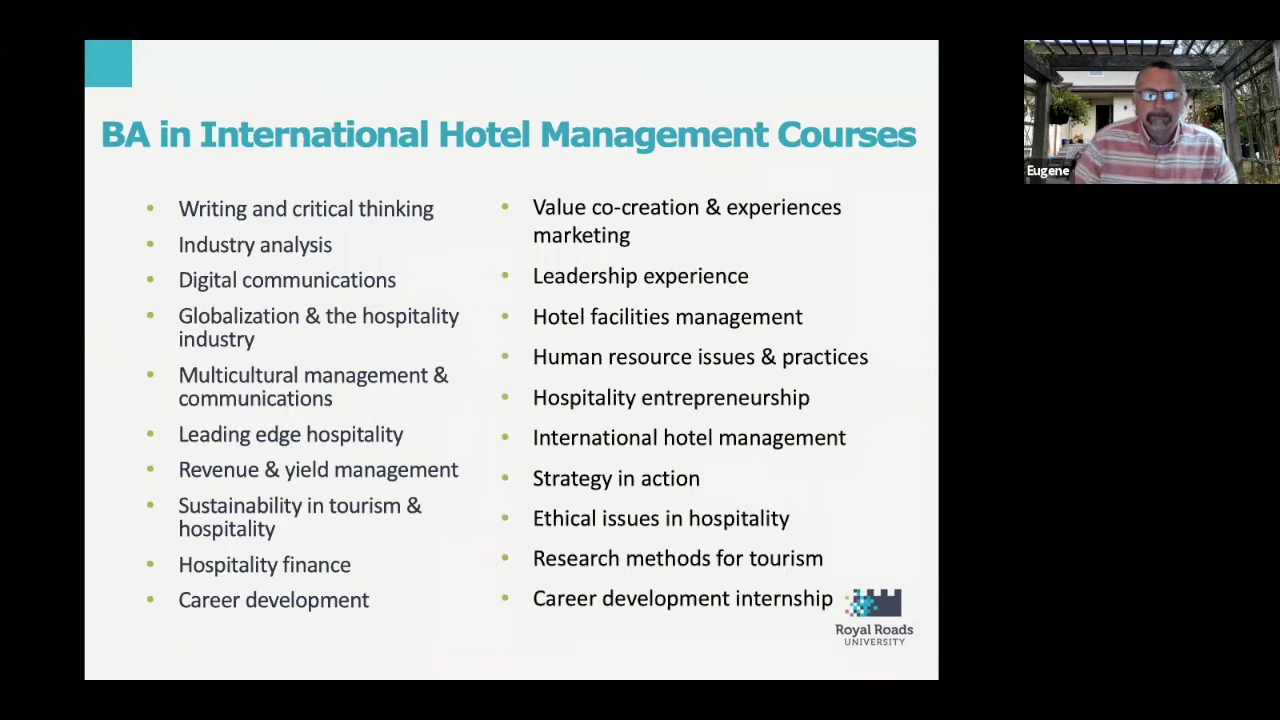 BA in International Hotel Management Courses
• Writing and critical thinking
• Industry analysis
• Digital communications
• Globalization & the hospitality
industry
• Multicultural management &
communications
• Leading edge hospitality
• Revenue & yield management
• Sustainability in tourism &
hospitality
• Hospitality finance
• Career development
• Value co-creation & experiences
marketing
• Leadership experience
• Hotel facilities management
• Human resource issues & practices
• Hospitality entrepreneurship
• International hotel management
• Strategy in action
• Ethical issues in hospitality
• Research methods for tourism
• Career development internship
Royal Roads
UNIVERSITY
Eugene